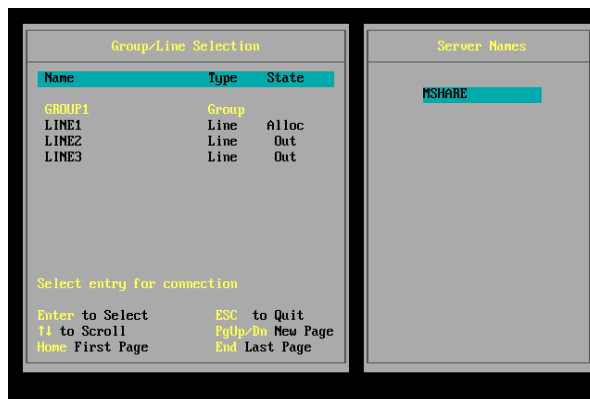 Group/Line Selection
Name Type State
GROUP1 Group
LINE1 Line Alloc
LINE2 Line Out
LINE3 Line Out
Select entry for connection
Enter to Select ESC to Quit
↑↓ to Scroll PgUp/Dn New Page
Home First Page End Last Page
Server Names
MSHARE